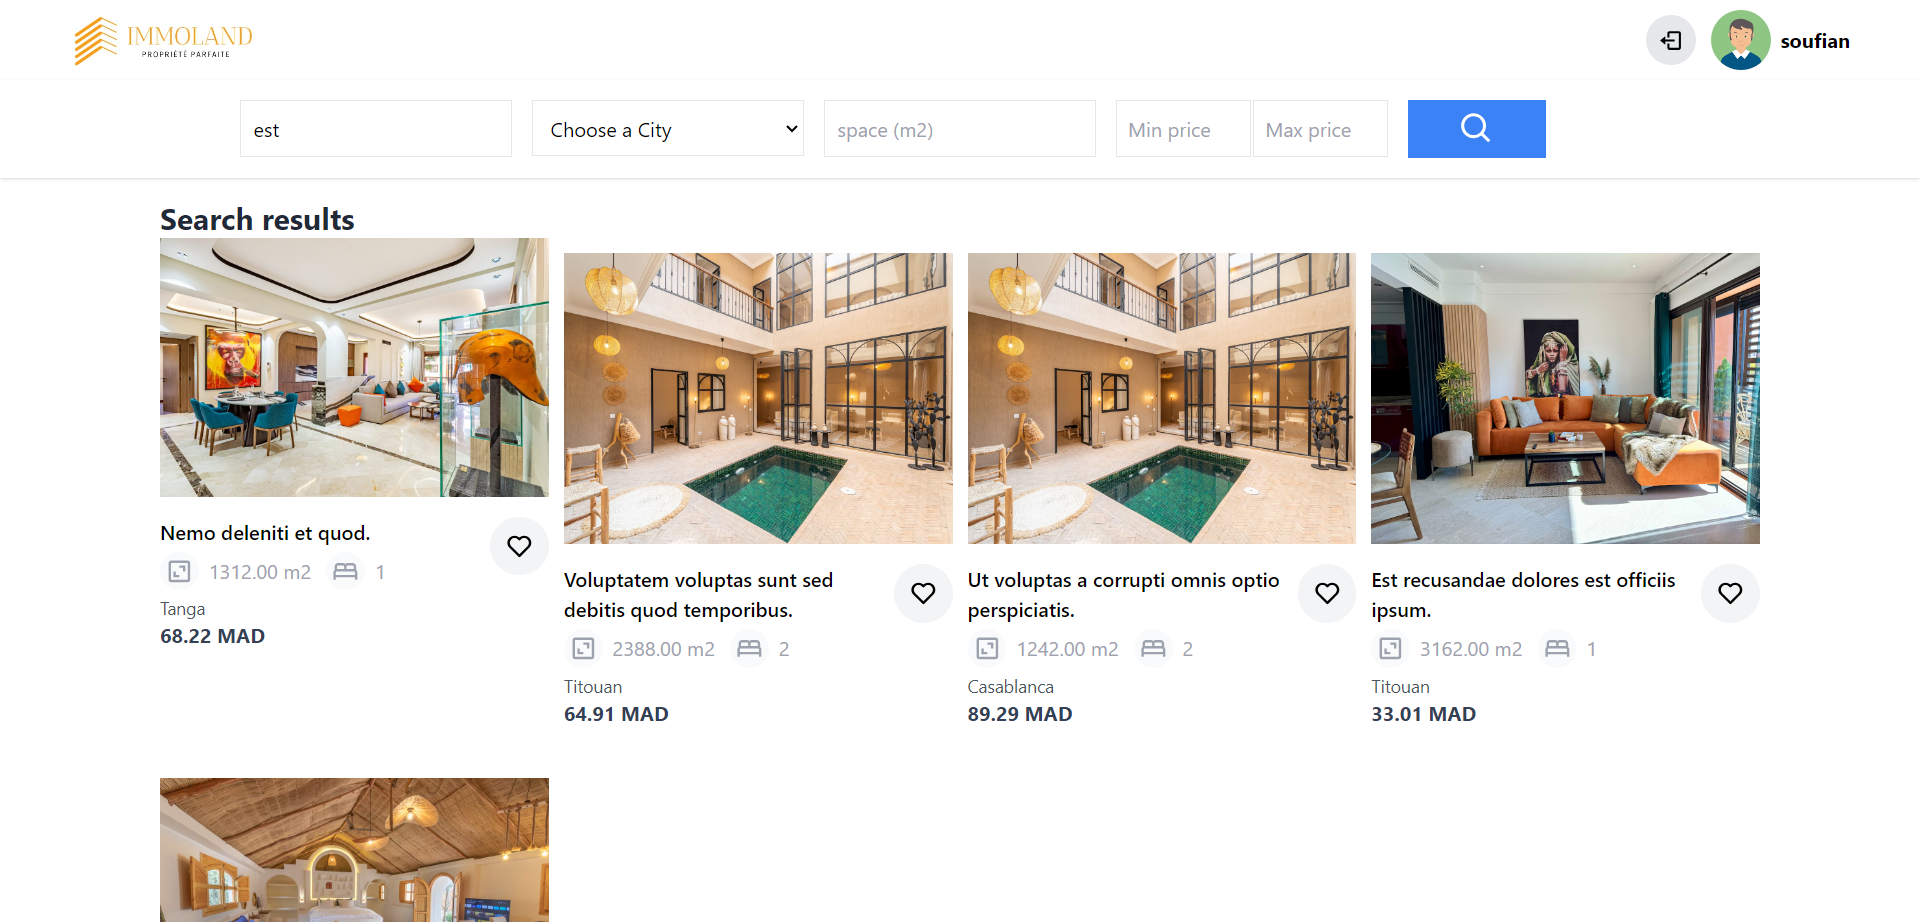 IMMOLAND
PROPRIÉTÉ PARFAITE
soufian
est
Choose a City
space (m2)
Min price
Max price
Search results
Nemo deleniti et quod.
1312.00 m2
1
Tanga
68.22 MAD
Voluptatem voluptas sunt sed
debitis quod temporibus.
2388.00 m2
2
Titouan
64.91 MAD
Ut voluptas a corrupti omnis optio
perspiciatis.
1242.00 m2
2
Casablanca
89.29 MAD
Est recusandae dolores est officiis
ipsum.
3162.00 m2
1
Titouan
33.01 MAD